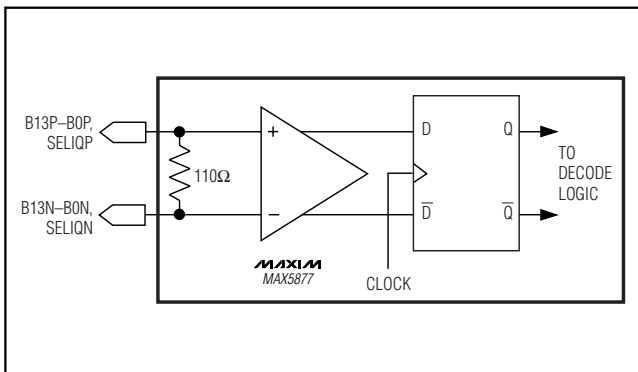 B13P–B0P,
SELIQP
B13N–B0N,
SELIQN
110Ω
+
−
MAXIM
MAX5877
CLOCK
D
Q
D̅
Q̅
TO
DECODE
LOGIC